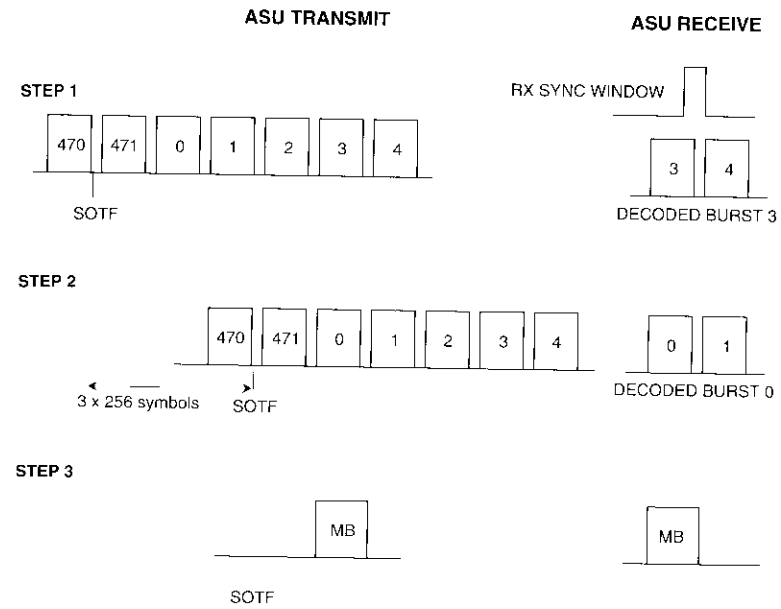 ASU TRANSMIT
ASU RECEIVE
STEP 1
RX SYNC WINDOW
470 471 0 1 2 3 4
3 4
SOTF
DECODED BURST 3
STEP 2
470 471 0 1 2 3 4
0 1
3 x 256 symbols
SOTF
DECODED BURST 0
STEP 3
MB
MB
SOTF